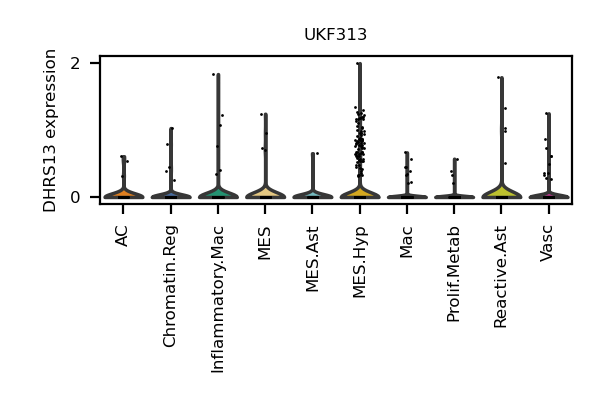 UKF313
DHRS13 expression
2
0
AC
Chromatin.Reg
Inflammatory.Mac
MES
MES.Ast
MES.Hyp
Mac
Prolif.Metab
Reactive.Ast
Vasc